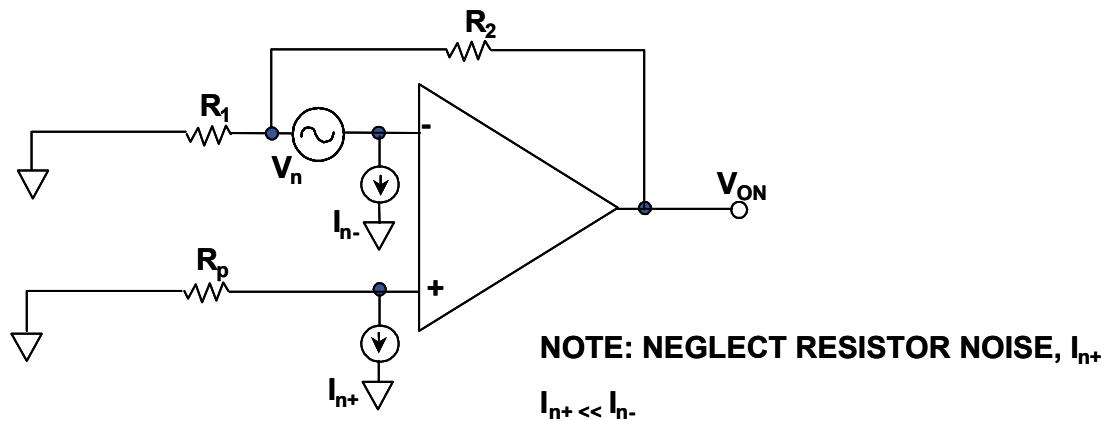 R2
R1
Vn
-
In-
VON
Rp
+
In+
NOTE: NEGLECT RESISTOR NOISE, In+
In+ << In-